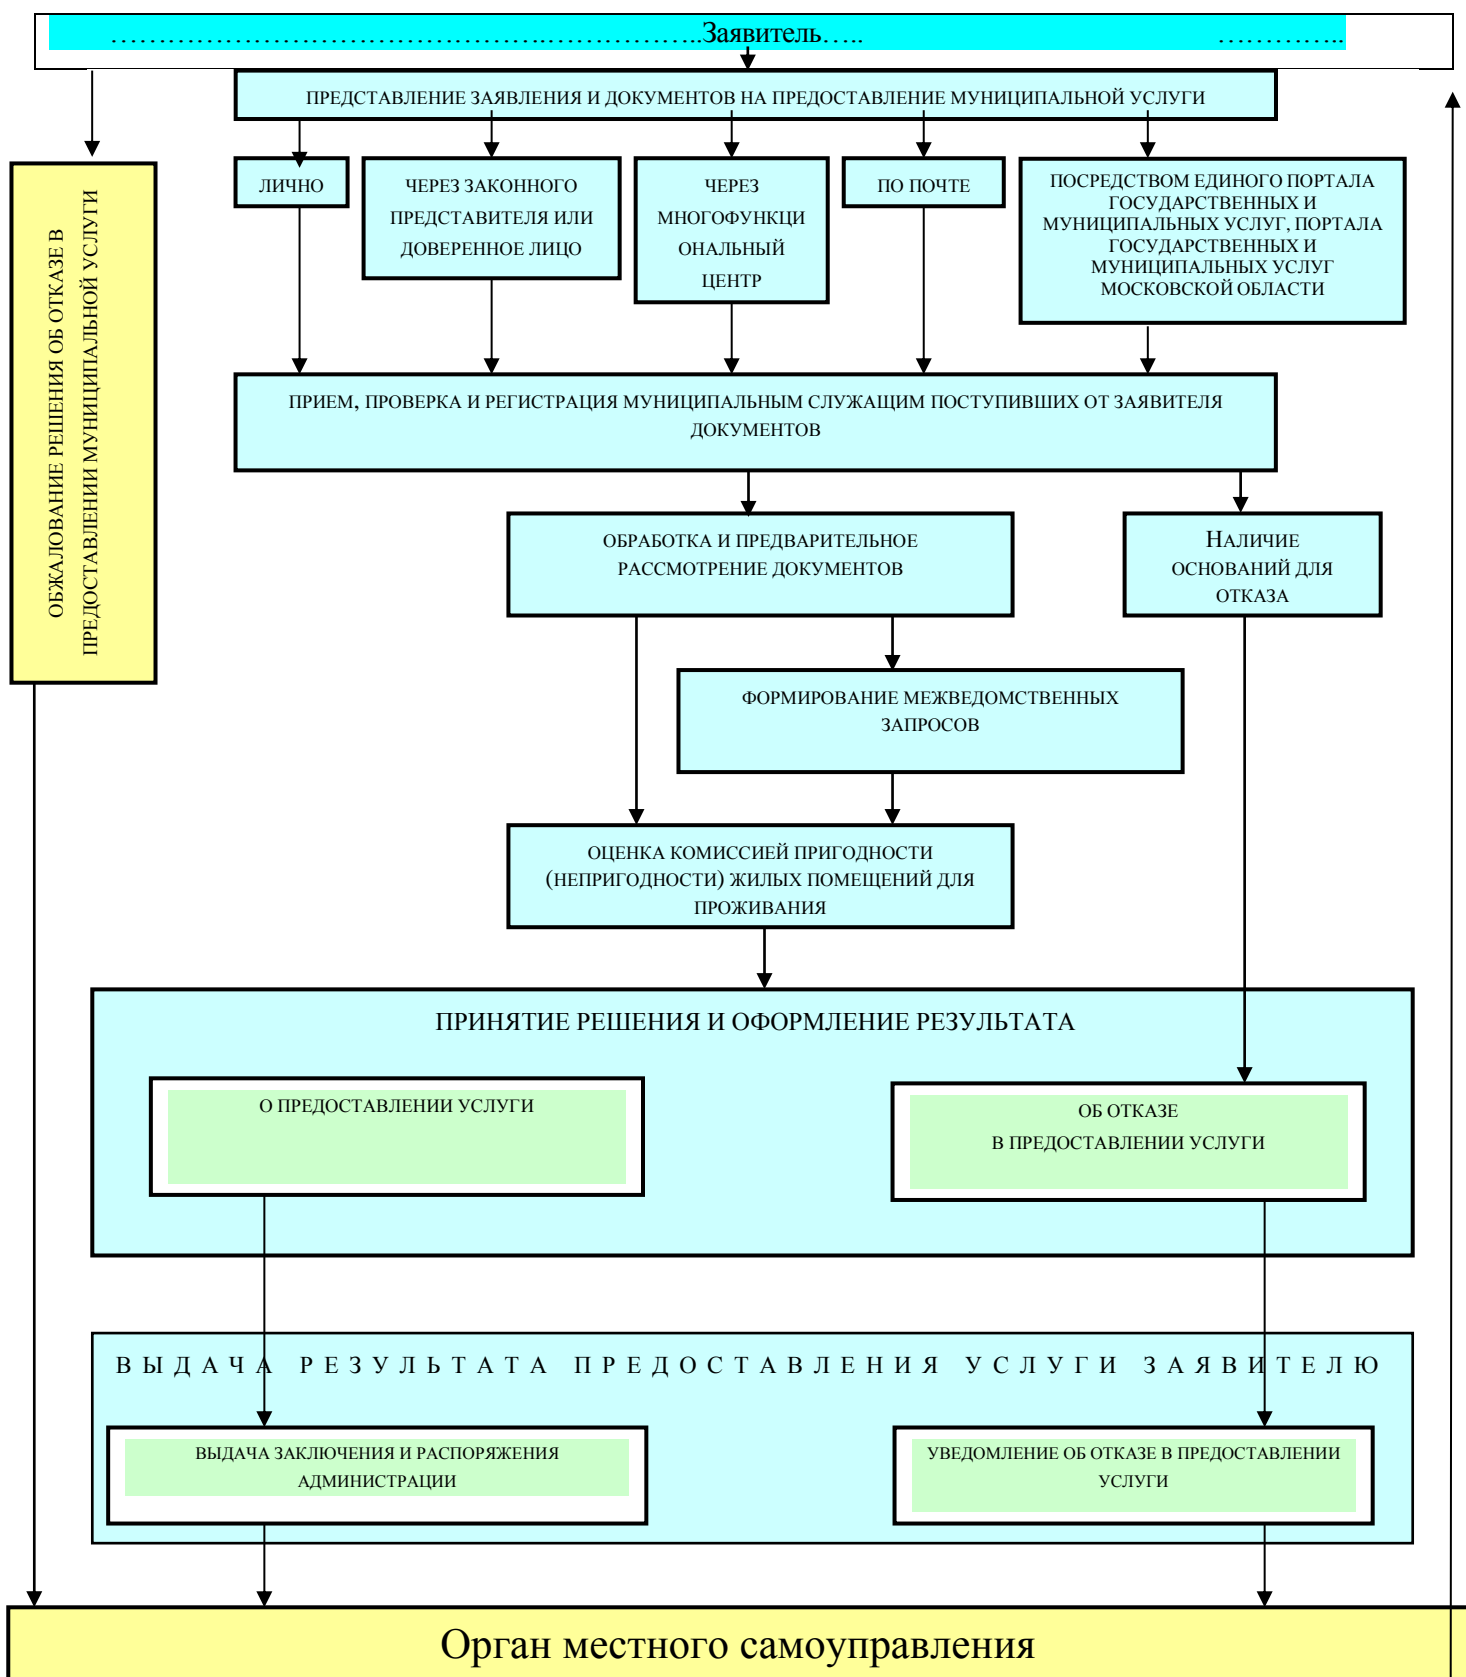 ……………………………………….……………..Заявитель….. …………..
ПРЕДСТАВЛЕНИЕ ЗАЯВЛЕНИЯ И ДОКУМЕНТОВ НА ПРЕДОСТАВЛЕНИЕ МУНИЦИПАЛЬНОЙ УСЛУГИ
ОБЖАЛОВАНИЕ РЕШЕНИЯ ОБ ОТКАЗЕ В
ПРЕДОСТАВЛЕНИИ МУНИЦИПАЛЬНОЙ УСЛУГИ
ЛИЧНО
ЧЕРЕЗ ЗАКОННОГО
ПРЕДСТАВИТЕЛЯ ИЛИ
ДОВЕРЕННОЕ ЛИЦО
ЧЕРЕЗ
МНОГОФУНКЦИ
ОНАЛЬНЫЙ
ЦЕНТР
ПО ПОЧТЕ
ПОСРЕДСТВОМ ЕДИНОГО ПОРТАЛА
ГОСУДАРСТВЕННЫХ И
МУНИЦИПАЛЬНЫХ УСЛУГ, ПОРТАЛА
ГОСУДАРСТВЕННЫХ И
МУНИЦИПАЛЬНЫХ УСЛУГ
МОСКОВСКОЙ ОБЛАСТИ
ПРИЕМ, ПРОВЕРКА И РЕГИСТРАЦИЯ МУНИЦИПАЛЬНЫМ СЛУЖАЩИМ ПОСТУПИВШИХ ОТ ЗАЯВИТЕЛЯ
ДОКУМЕНТОВ
ОБРАБОТКА И ПРЕДВАРИТЕЛЬНОЕ
РАССМОТРЕНИЕ ДОКУМЕНТОВ
НАЛИЧИЕ
ОСНОВАНИЙ ДЛЯ
ОТКАЗА
ФОРМИРОВАНИЕ МЕЖВЕДОМСТВЕННЫХ
ЗАПРОСОВ
ОЦЕНКА КОМИССИЕЙ ПРИГОДНОСТИ
(НЕПРИГОДНОСТИ) ЖИЛЫХ ПОМЕЩЕНИЙ ДЛЯ
ПРОЖИВАНИЯ
ПРИНЯТИЕ РЕШЕНИЯ И ОФОРМЛЕНИЕ РЕЗУЛЬТАТА
О ПРЕДОСТАВЛЕНИИ УСЛУГИ
ОБ ОТКАЗЕ
В ПРЕДОСТАВЛЕНИИ УСЛУГИ
ВЫДАЧА РЕЗУЛЬТАТА ПРЕДОСТАВЛЕНИЯ УСЛУГИ ЗАЯВИТЕЛЮ
ВЫДАЧА ЗАКЛЮЧЕНИЯ И РАСПОРЯЖЕНИЯ
АДМИНИСТРАЦИИ
УВЕДОМЛЕНИЕ ОБ ОТКАЗЕ В ПРЕДОСТАВЛЕНИИ
УСЛУГИ
Орган местного самоуправления